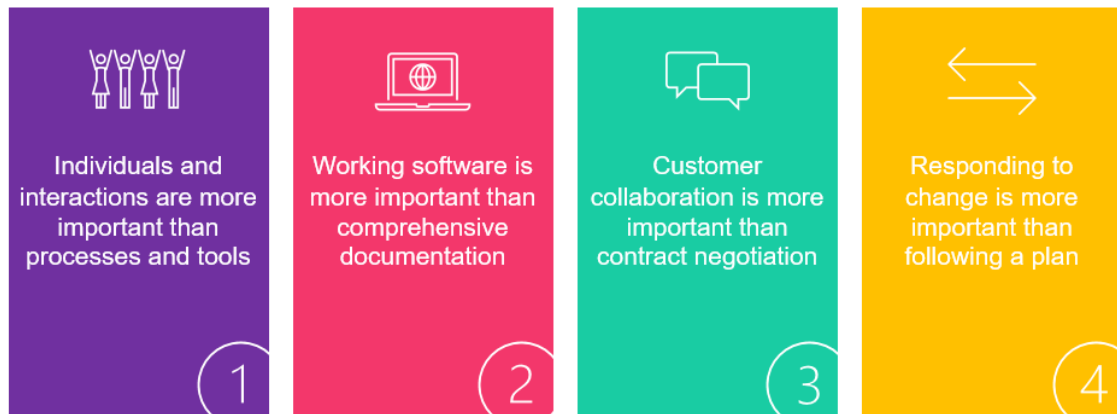 Individuals and
interactions are more
important than
processes and tools
1
Working software is
more important than
comprehensive
documentation
2
Customer
collaboration is more
important than
contract negotiation
3
Responding to
change is more
important than
following a plan
4